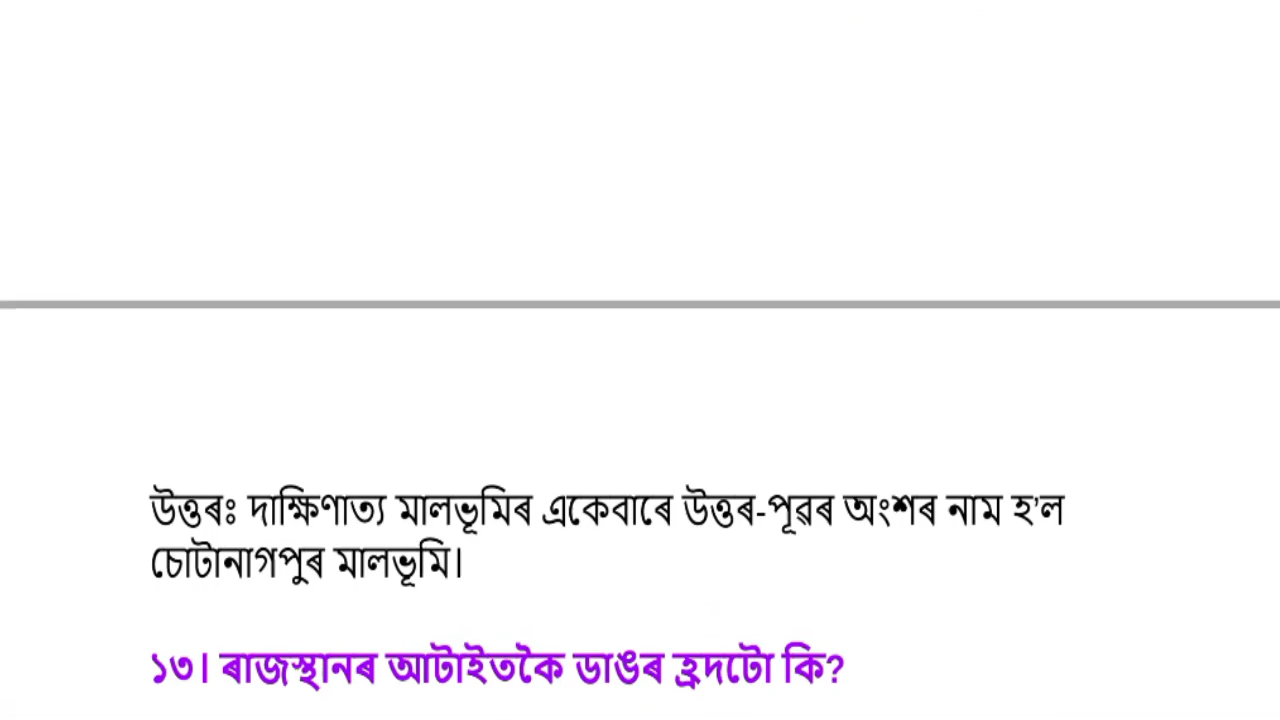 উত্তৰঃ দাক্ষিণাত্য মালভূমিৰ একেবাৰে উত্তৰ-পূৱৰ অংশৰ নাম হ'ল
চোটানাগপুৰ মালভূমি।
১৩। ৰাজস্থানৰ আটাইতকৈ ডাঙৰ হ্ৰদটো কি?